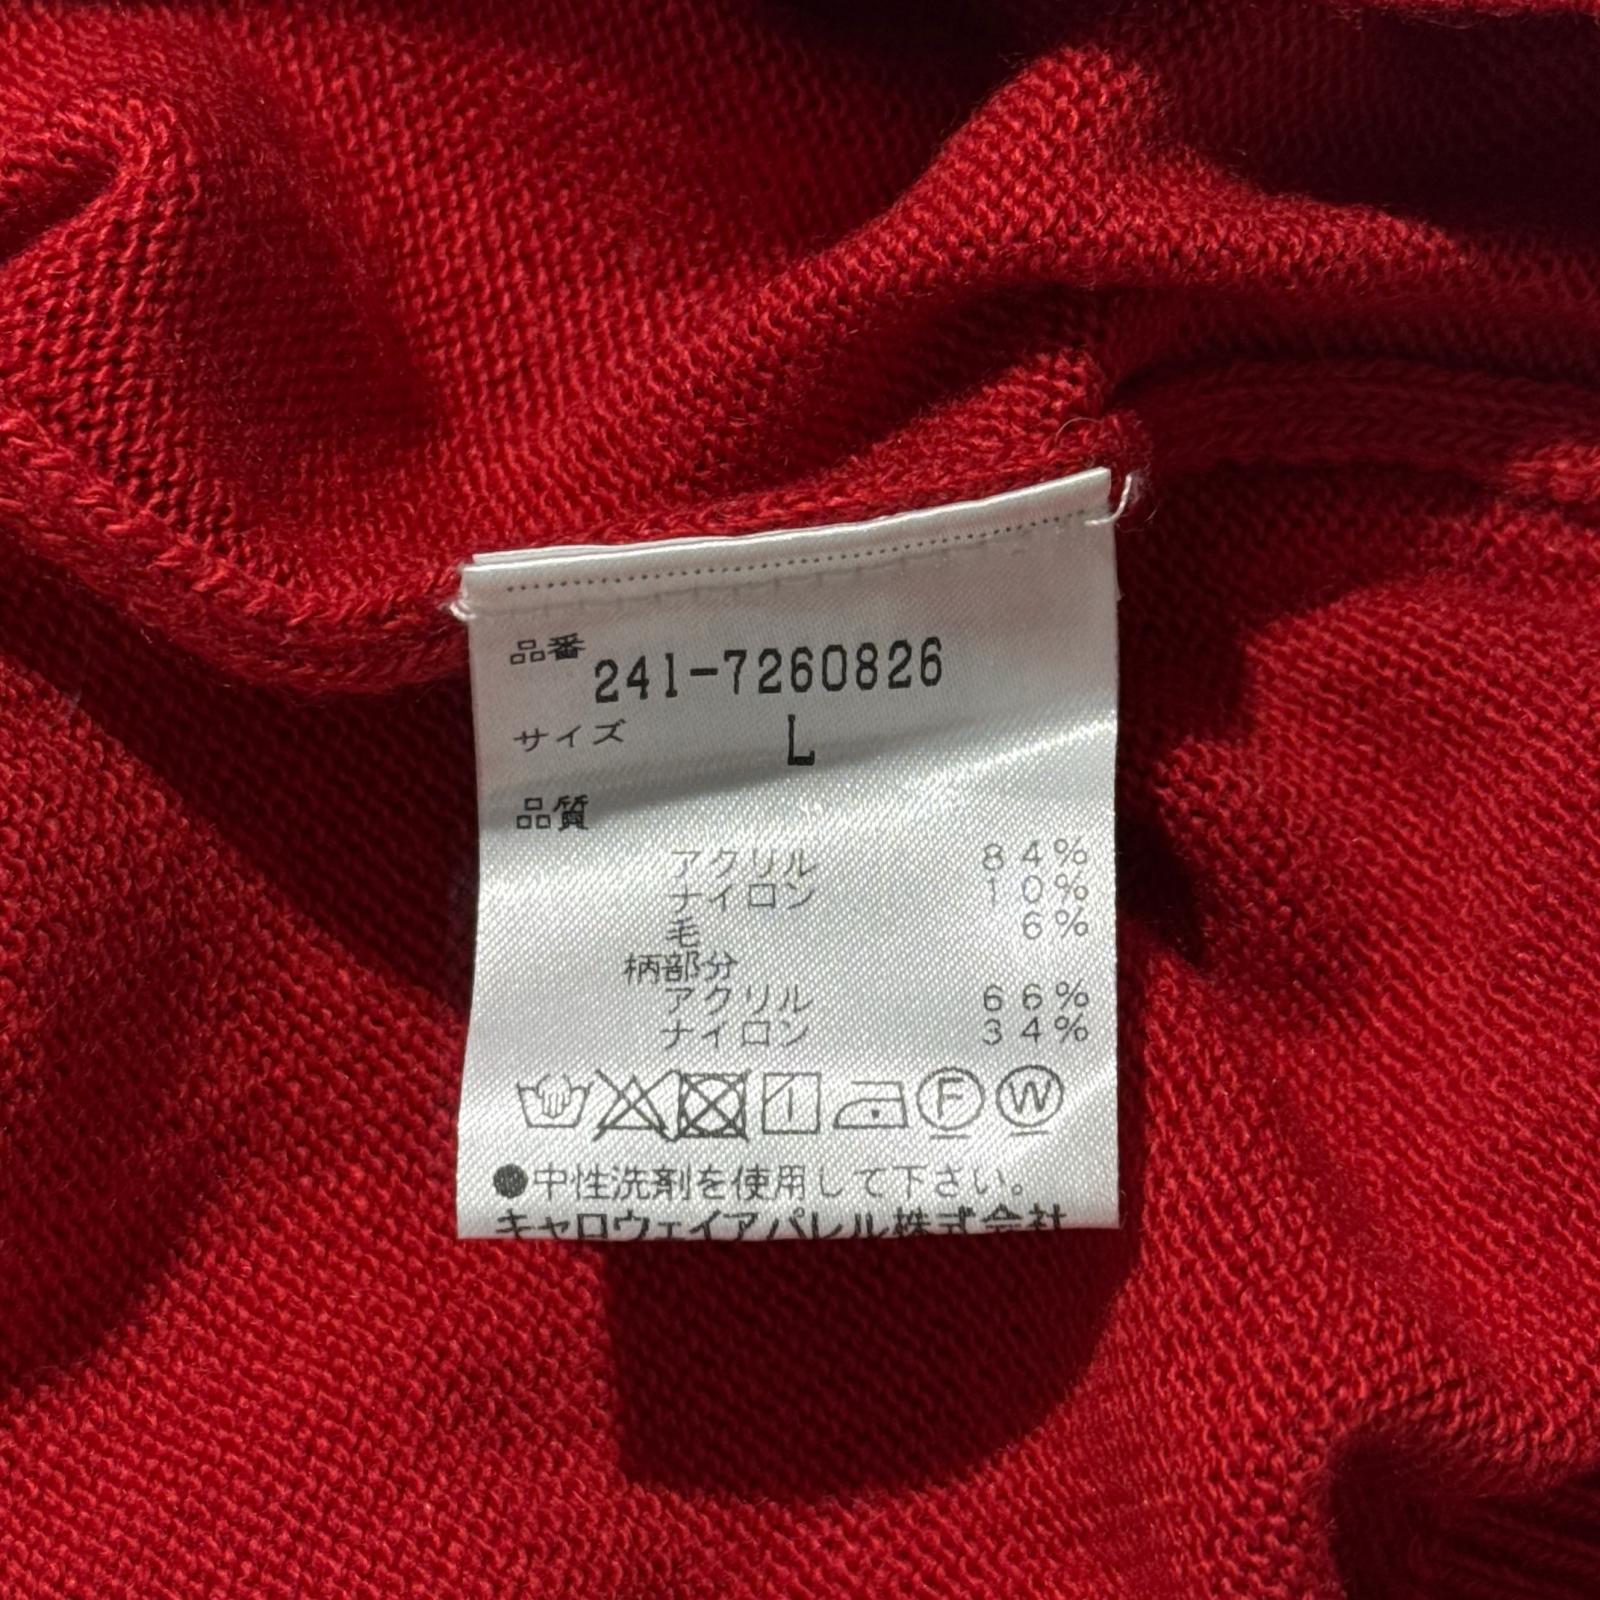 品番 241-7260826
サイズ L
品質
アクリル 84%
ナイロン 10%
毛 6%
柄部分
アクリル 66%
ナイロン 34%
F W
●中性洗剤を使用して下さい。
キャロウェイアパレル株式会社